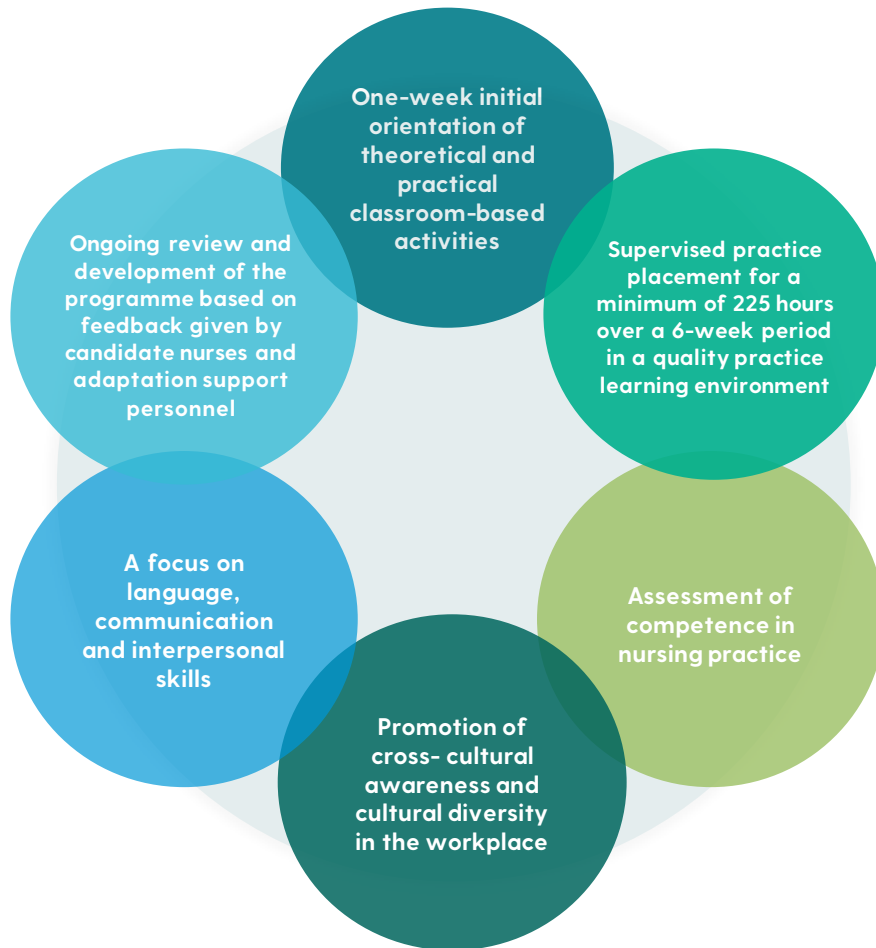 One-week initial
orientation of
theoretical and
practical
classroom-based
activities
Supervised practice
placement for a
minimum of 225 hours
over a 6-week period
in a quality practice
learning environment
Assessment of
competence in
nursing practice
Promotion of
cross- cultural
awareness and
cultural diversity
in the workplace
A focus on
language,
communication
and interpersonal
skills
Ongoing review and
development of the
programme based on
feedback given by
candidate nurses and
adaptation support
personnel